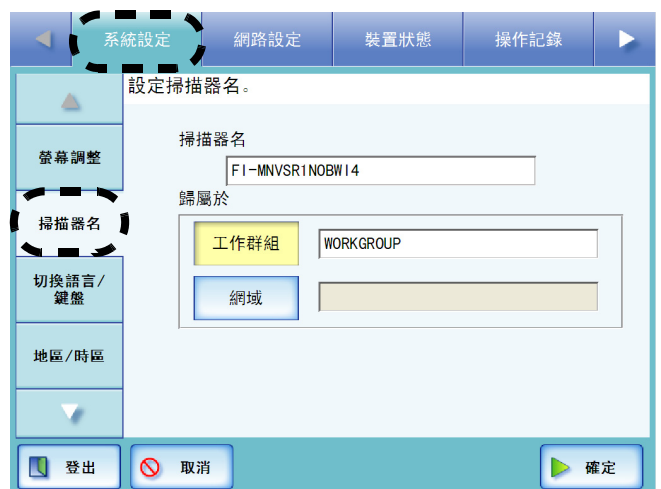 系統設定
網路設定
裝置狀態
操作記錄
設定掃描器名。
螢幕調整
掃描器名
切換語言/
鍵盤
地區/時區
掃描器名
FI-MNVSR1NOBWI4
歸屬於
工作群組
WORKGROUP
網域
登出
取消
確定